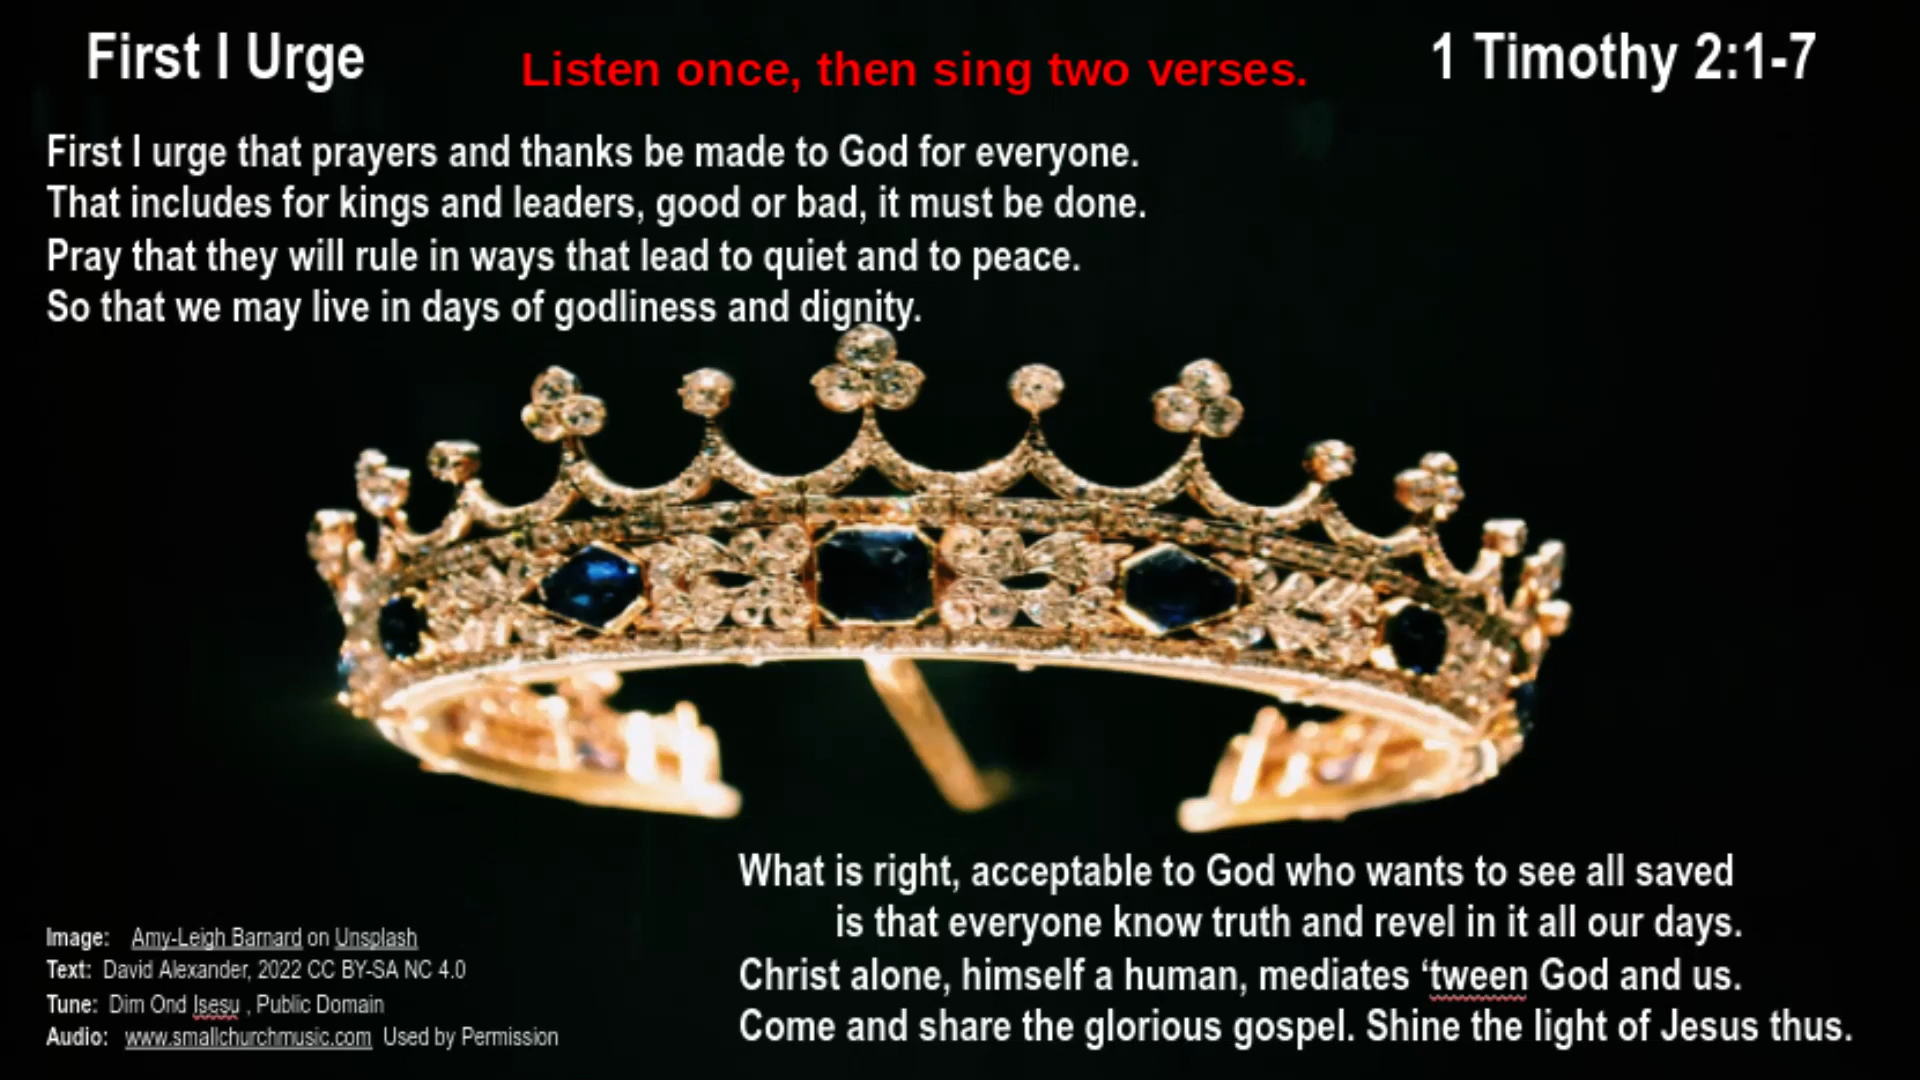 First I Urge
Listen once, then sing two verses.
1 Timothy 2:1-7
First I urge that prayers and thanks be made to God for everyone.
That includes for kings and leaders, good or bad, it must be done.
Pray that they will rule in ways that lead to quiet and to peace.
So that we may live in days of godliness and dignity.
What is right, acceptable to God who wants to see all saved
is that everyone know truth and revel in it all our days.
Christ alone, himself a human, mediates ‘tween God and us.
Come and share the glorious gospel. Shine the light of Jesus thus.
Image: Amy-Leigh Barnard on Unsplash
Text: David Alexander, 2022 CC BY-SA NC 4.0
Tune: Dim Ond Isesu , Public Domain
Audio: www.smallchurchmusic.com Used by Permission